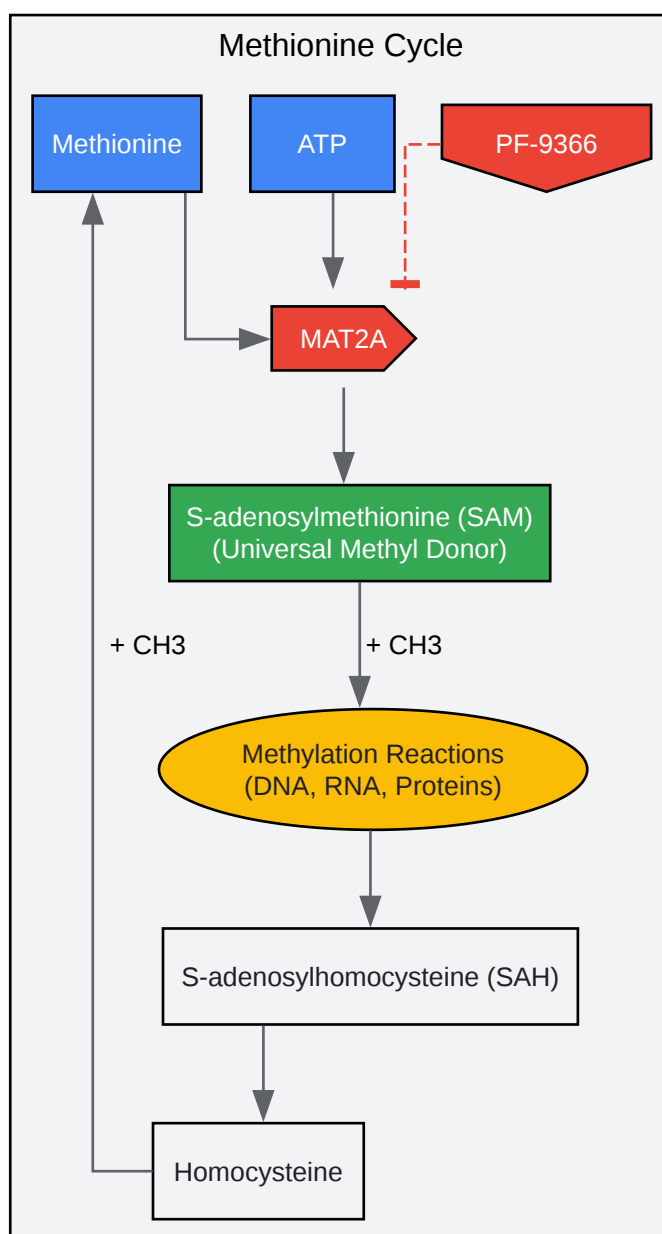 Methionine Cycle
Methionine
ATP
PF-9366
MAT2A
S-adenosylmethionine (SAM)
(Universal Methyl Donor)
+ CH3
+ CH3
Methylation Reactions
(DNA, RNA, Proteins)
S-adenosylhomocysteine (SAH)
Homocysteine